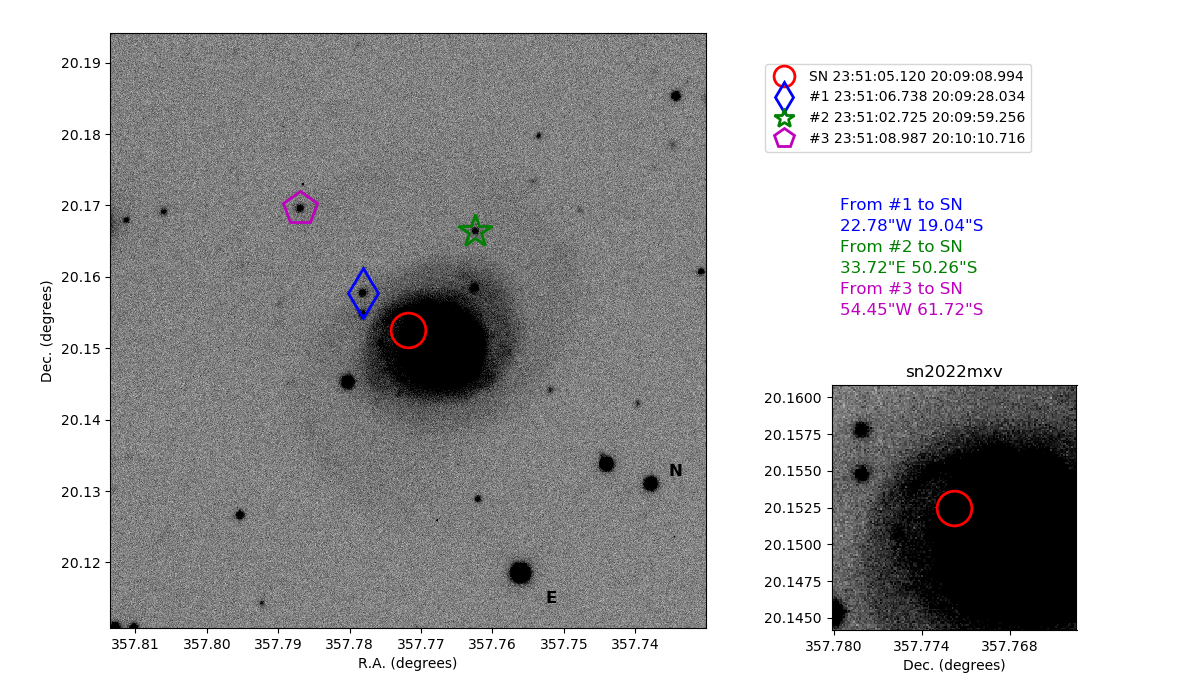 20.19
20.18
20.17
20.16
20.15
20.14
20.13
20.12
Dec. (degrees)
357.81 357.80 357.79 357.78 357.77 357.76 357.75 357.74
R.A. (degrees)
N
E
SN 23:51:05.120 20:09:08.994
#1 23:51:06.738 20:09:28.034
#2 23:51:02.725 20:09:59.256
#3 23:51:08.987 20:10:10.716
From #1 to SN
22.78"W 19.04"S
From #2 to SN
33.72"E 50.26"S
From #3 to SN
54.45"W 61.72"S
sn2022mxv
20.1600
20.1575
20.1550
20.1525
20.1500
20.1475
20.1450
357.780 357.774 357.768
Dec. (degrees)